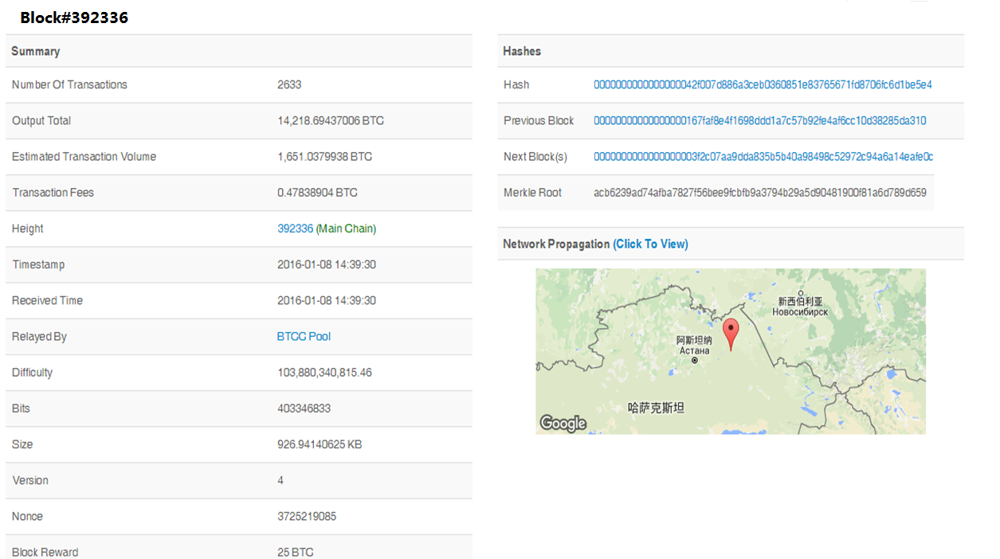 Block#392336
Summary
Number Of Transactions 2633
Output Total 14,218.69437006 BTC
Estimated Transaction Volume 1,651.0379938 BTC
Transaction Fees 0.47838904 BTC
Height 392336 (Main Chain)
Timestamp 2016-01-08 14:39:30
Received Time 2016-01-08 14:39:30
Relayed By BTCC Pool
Difficulty 103,880,340,815.46
Bits 403346833
Size 926.94140625 KB
Version 4
Nonce 3725219085
Block Reward 25 BTC
Hashes
Hash 0000000000000000042f007d886a3ceb0360851e83765671fd8706fc6d1be5e4
Previous Block 00000000000000000167faf8e4f1698ddd1a7c57b92fe4af6cc10d38285da310
Next Block(s) 0000000000000000003f2c07aa9dda835b5b40a98498c52972c94a6a14eafe0c
Merkle Root acb6239ad74afba7827f56bee9fcbfb9a3794b29a5d90481900f81a6d789d659
Network Propagation (Click To View)
新西伯利亚
Новосибирск
阿斯坦纳
Астана
哈萨克斯坦
Google